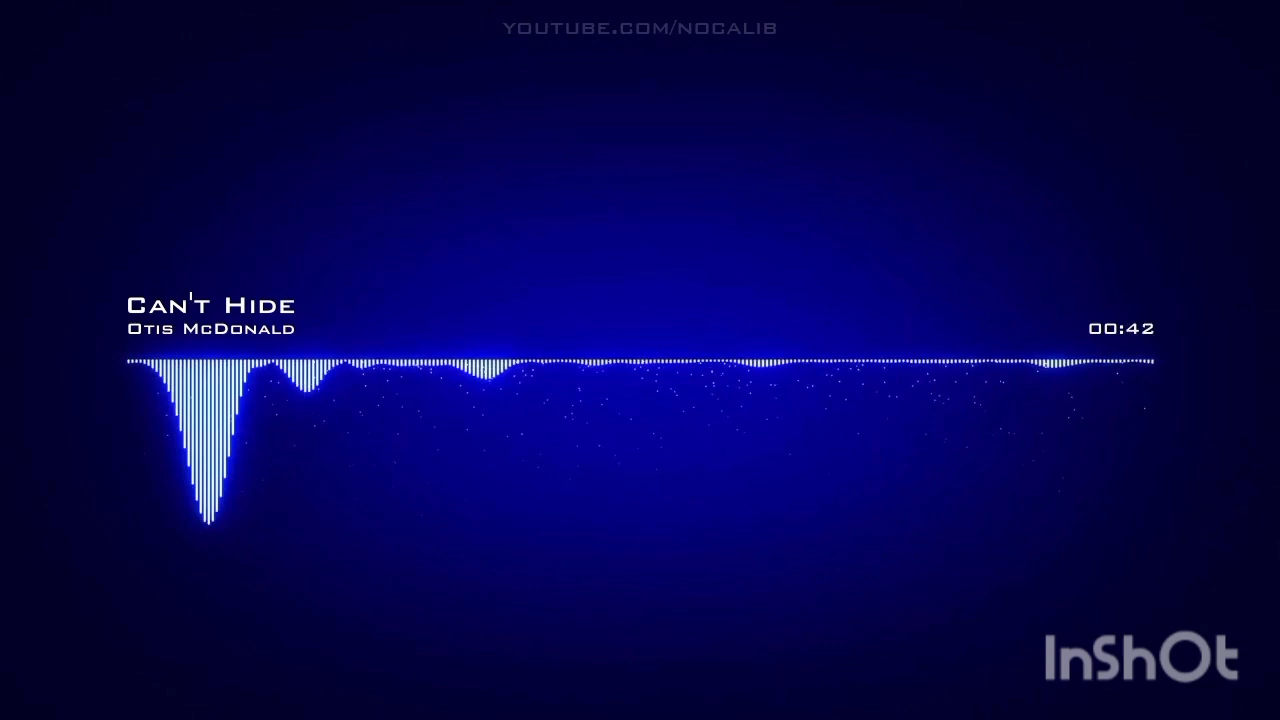 YOUTUBE.COM/NOCALIB
CAN'T HIDE
OTIS MCDONALD
00:42
INSHOT